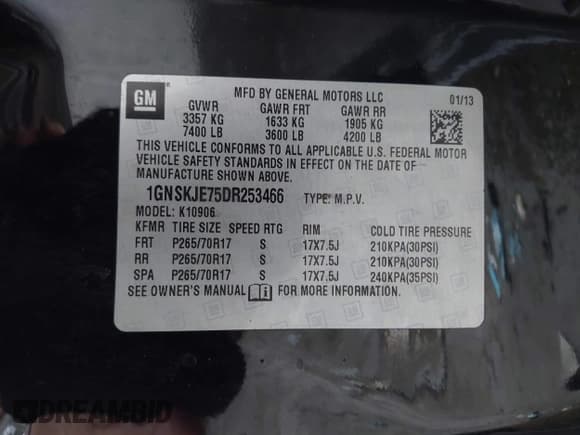 GM
MFD BY GENERAL MOTORS LLC
01/13
GVWR GAWR FRT GAWR RR
3357 KG 1633 KG 1905 KG
7400 LB 3600 LB 4200 LB
THIS VEHICLE CONFORMS TO ALL APPLICABLE U.S. FEDERAL MOTOR
VEHICLE SAFETY STANDARDS IN EFFECT ON THE DATE OF
MANUFACTURE SHOWN ABOVE.
1GNSKJE75DR253466 TYPE: M.P.V.
MODEL: K10906
KFMR TIRE SIZE SPEED RTG RIM COLD TIRE PRESSURE
FRT P265/70R17 S 17X7.5J 210KPA(30PSI)
RR P265/70R17 S 17X7.5J 210KPA(30PSI)
SPA P265/70R17 S 17X7.5J 240KPA(35PSI)
SEE OWNER'S MANUAL FOR MORE INFORMATION.
DREAMBID